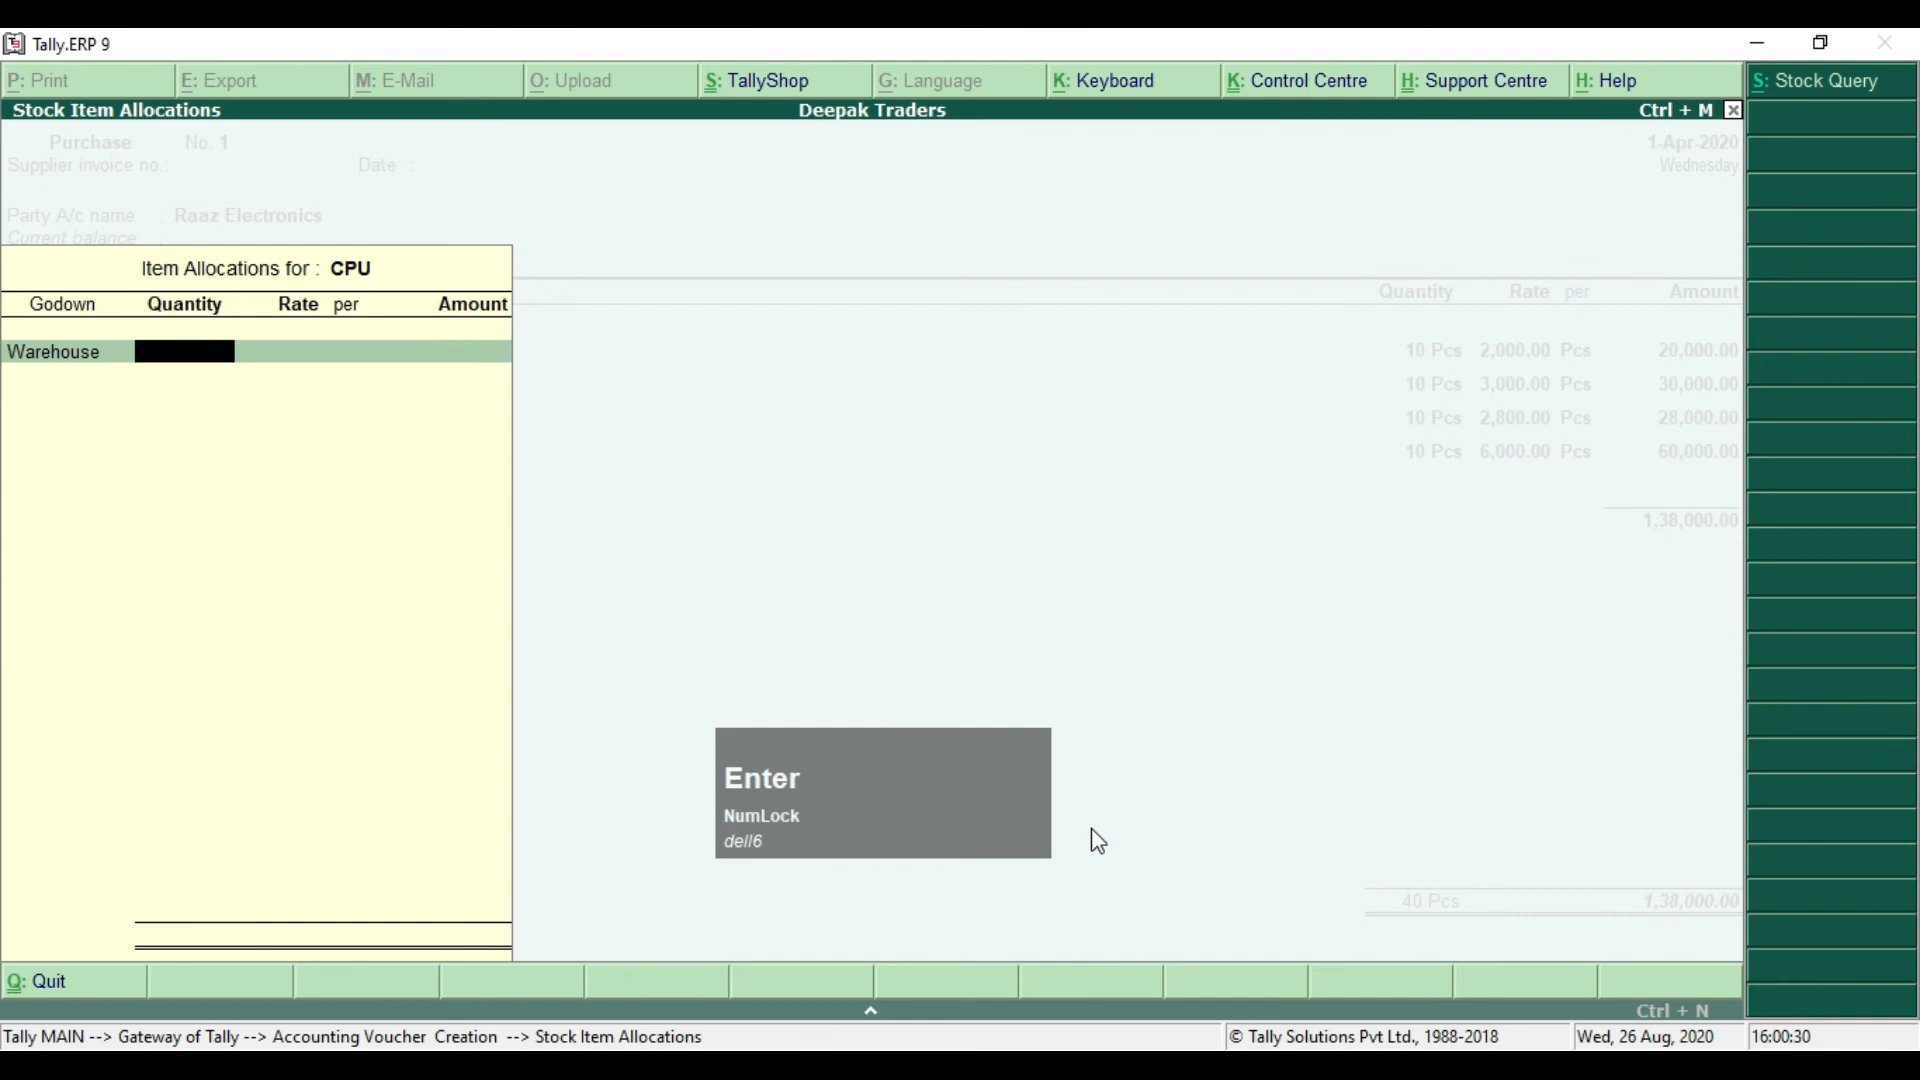 Tally.ERP 9
P: Print E: Export M: E-Mail O: Upload S: TallyShop G: Language K: Keyboard K: Control Centre H: Support Centre H: Help S: Stock Query
Stock Item Allocations Deepak Traders Ctrl + M
Purchase No. 1 1-Apr-2020
Supplier invoice no.: Date : Wednesday
Party A/c name : Raaz Electronics
Current balance :
Item Allocations for : CPU
Godown Quantity Rate per Amount
Quantity Rate per Amount
Warehouse
10 Pcs 2,000.00 Pcs 20,000.00
10 Pcs 3,000.00 Pcs 30,000.00
10 Pcs 2,800.00 Pcs 28,000.00
10 Pcs 6,000.00 Pcs 60,000.00
1,38,000.00
Enter
NumLock
dell6
40 Pcs 1,38,000.00
Q: Quit
Ctrl + N
Tally MAIN --> Gateway of Tally --> Accounting Voucher Creation --> Stock Item Allocations © Tally Solutions Pvt Ltd., 1988-2018 Wed, 26 Aug, 2020 16:00:30